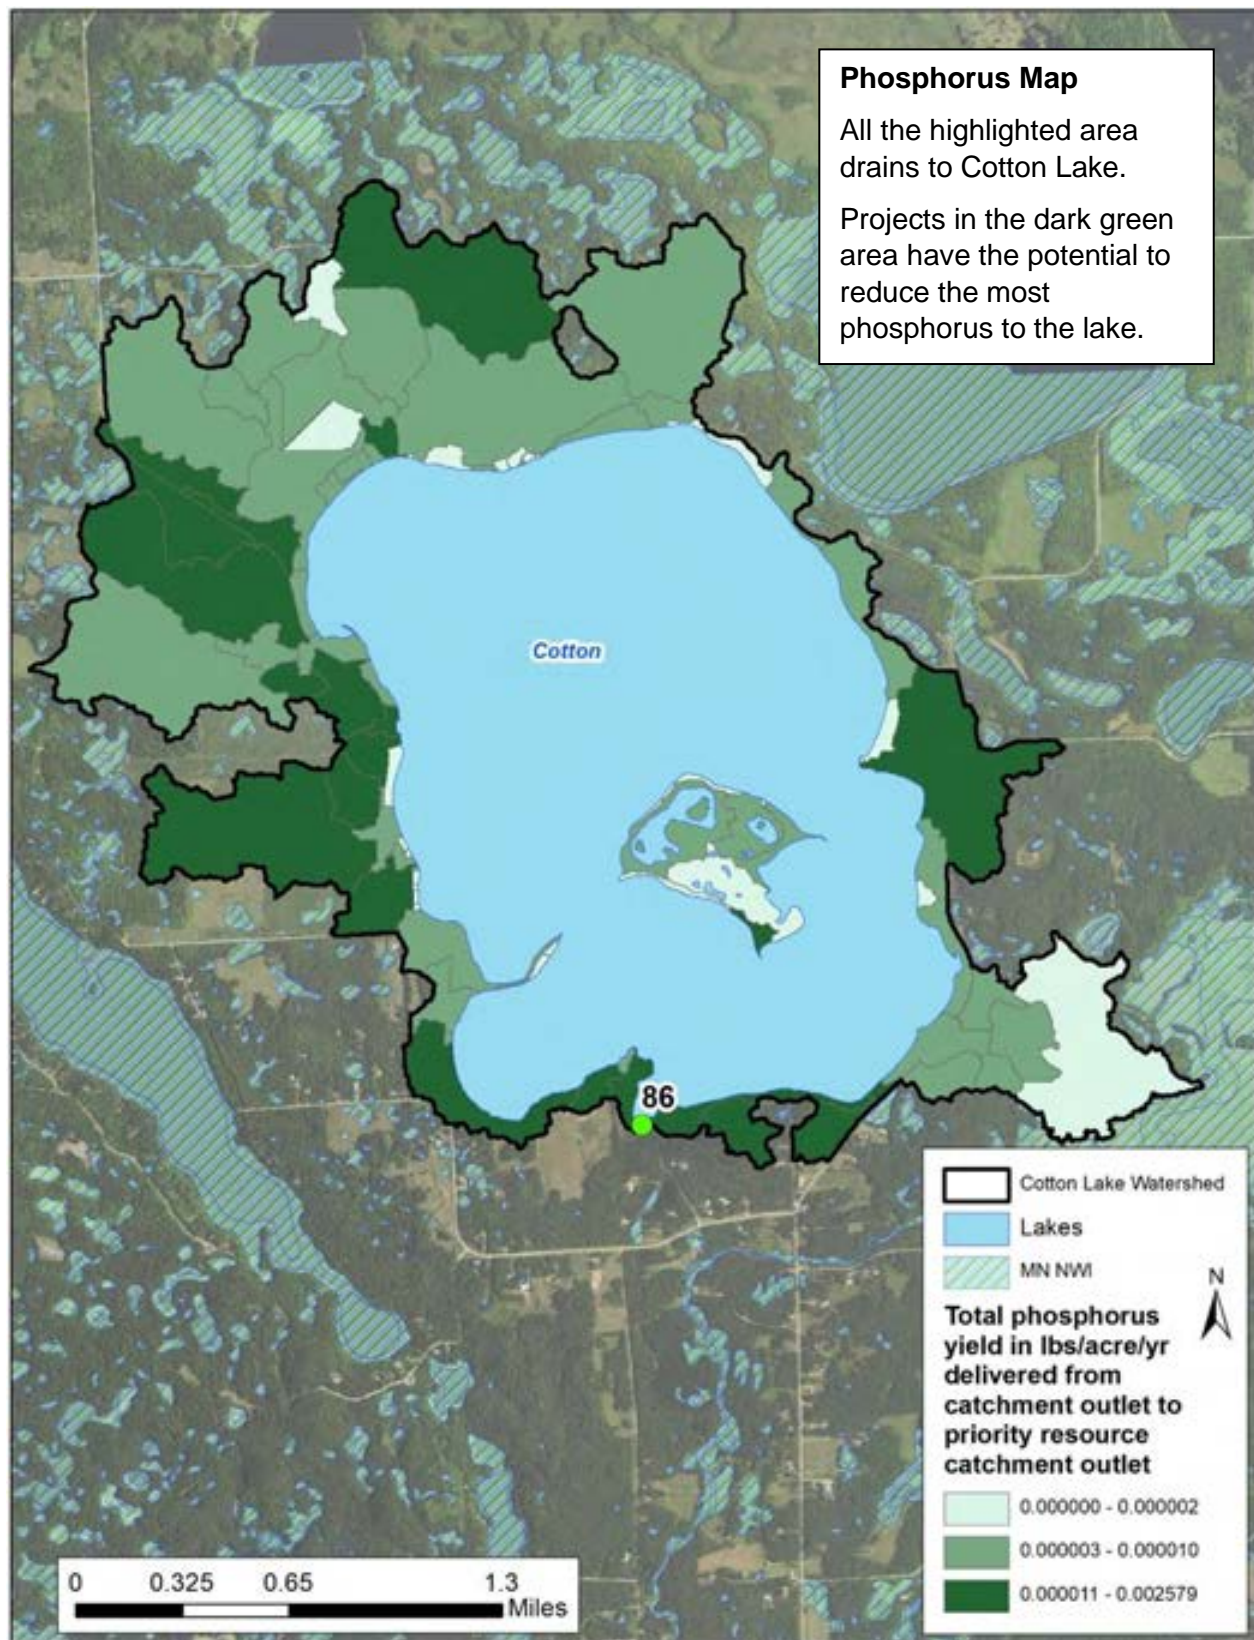 Phosphorus Map
All the highlighted area
drains to Cotton Lake.
Projects in the dark green
area have the potential to
reduce the most
phosphorus to the lake.
Cotton
86
Cotton Lake Watershed
Lakes
MN NWI
N
Total phosphorus
yield in lbs/acre/yr
delivered from
catchment outlet to
priority resource
catchment outlet
0.000000 - 0.000002
0.000003 - 0.000010
0.000011 - 0.002579
0 0.325 0.65 1.3
Miles